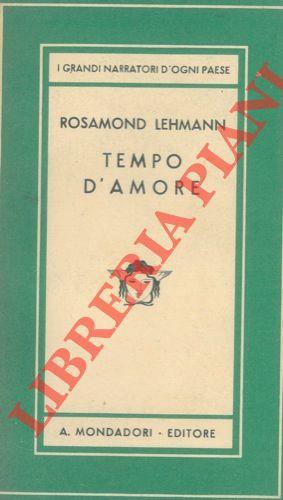 I GRANDI NARRATORI D'OGNI PAESE
ROSAMOND LEHMANN
TEMPO
D'AMORE
LIBRERIA PIANI
A. MONDADORI - EDITORE